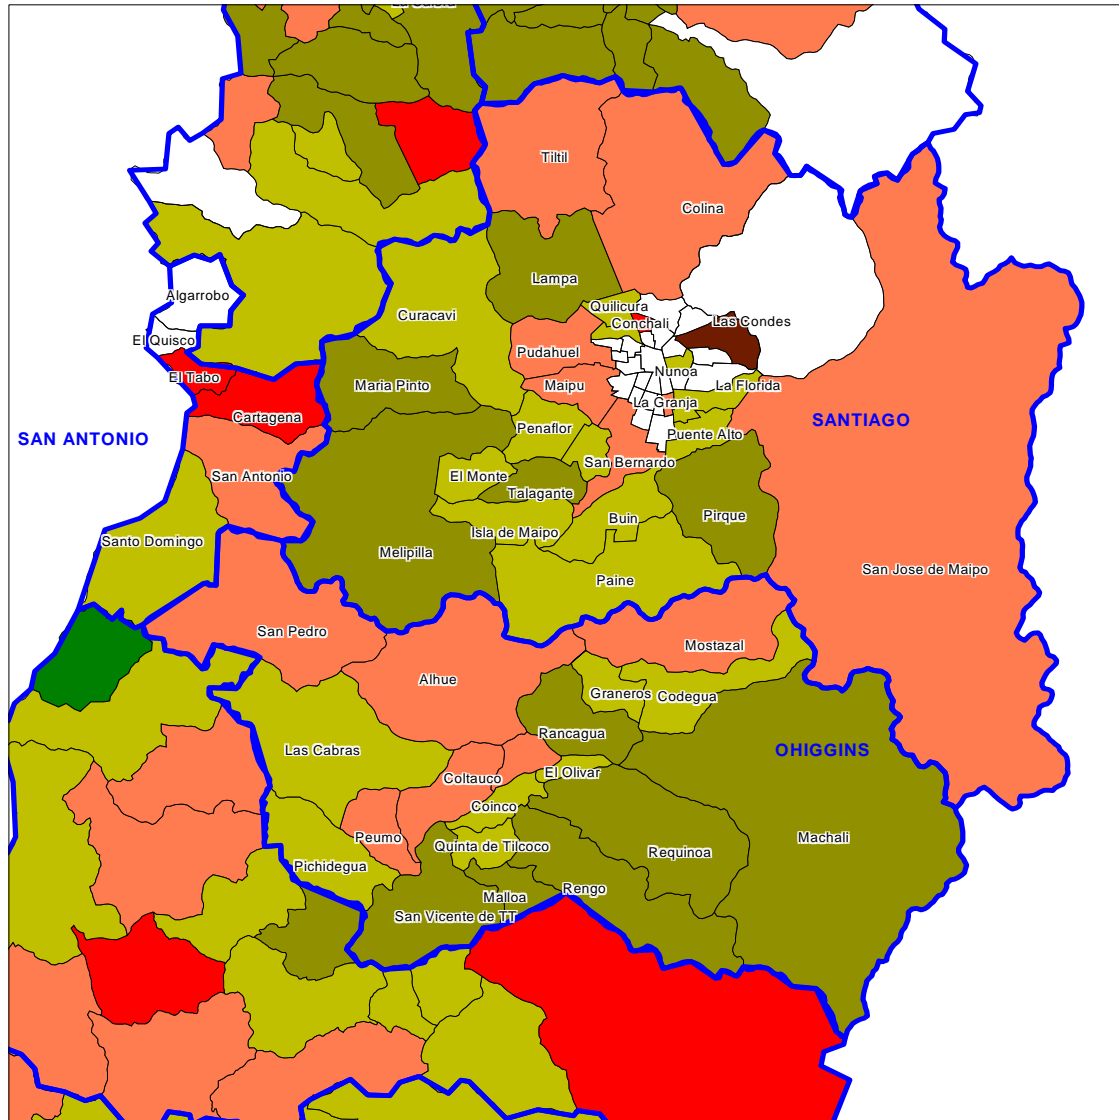 Tiltil
Colina
Lampa
Algarrobo
Quilicura
Curacavi
Conchali
Las Condes
El Quisco
Pudahuel
Nunoa
El Tabo
Maria Pinto
Maipu
La Florida
La Granja
Cartagena
SANTIAGO
Penaflor
Puente Alto
SAN ANTONIO
San Bernardo
San Antonio
El Monte
Talagante
Buin
Pirque
Isla de Maipo
Santo Domingo
Melipilla
San Jose de Maipo
Paine
San Pedro
Mostazal
Alhue
Graneros
Codegua
Rancagua
Las Cabras
OHIGGINS
El Olivar
Coltauco
Coinco
Peumo
Machali
Quinta de Tilcoco
Requinoa
Pichidegua
Rengo
Malloa
San Vicente de TT